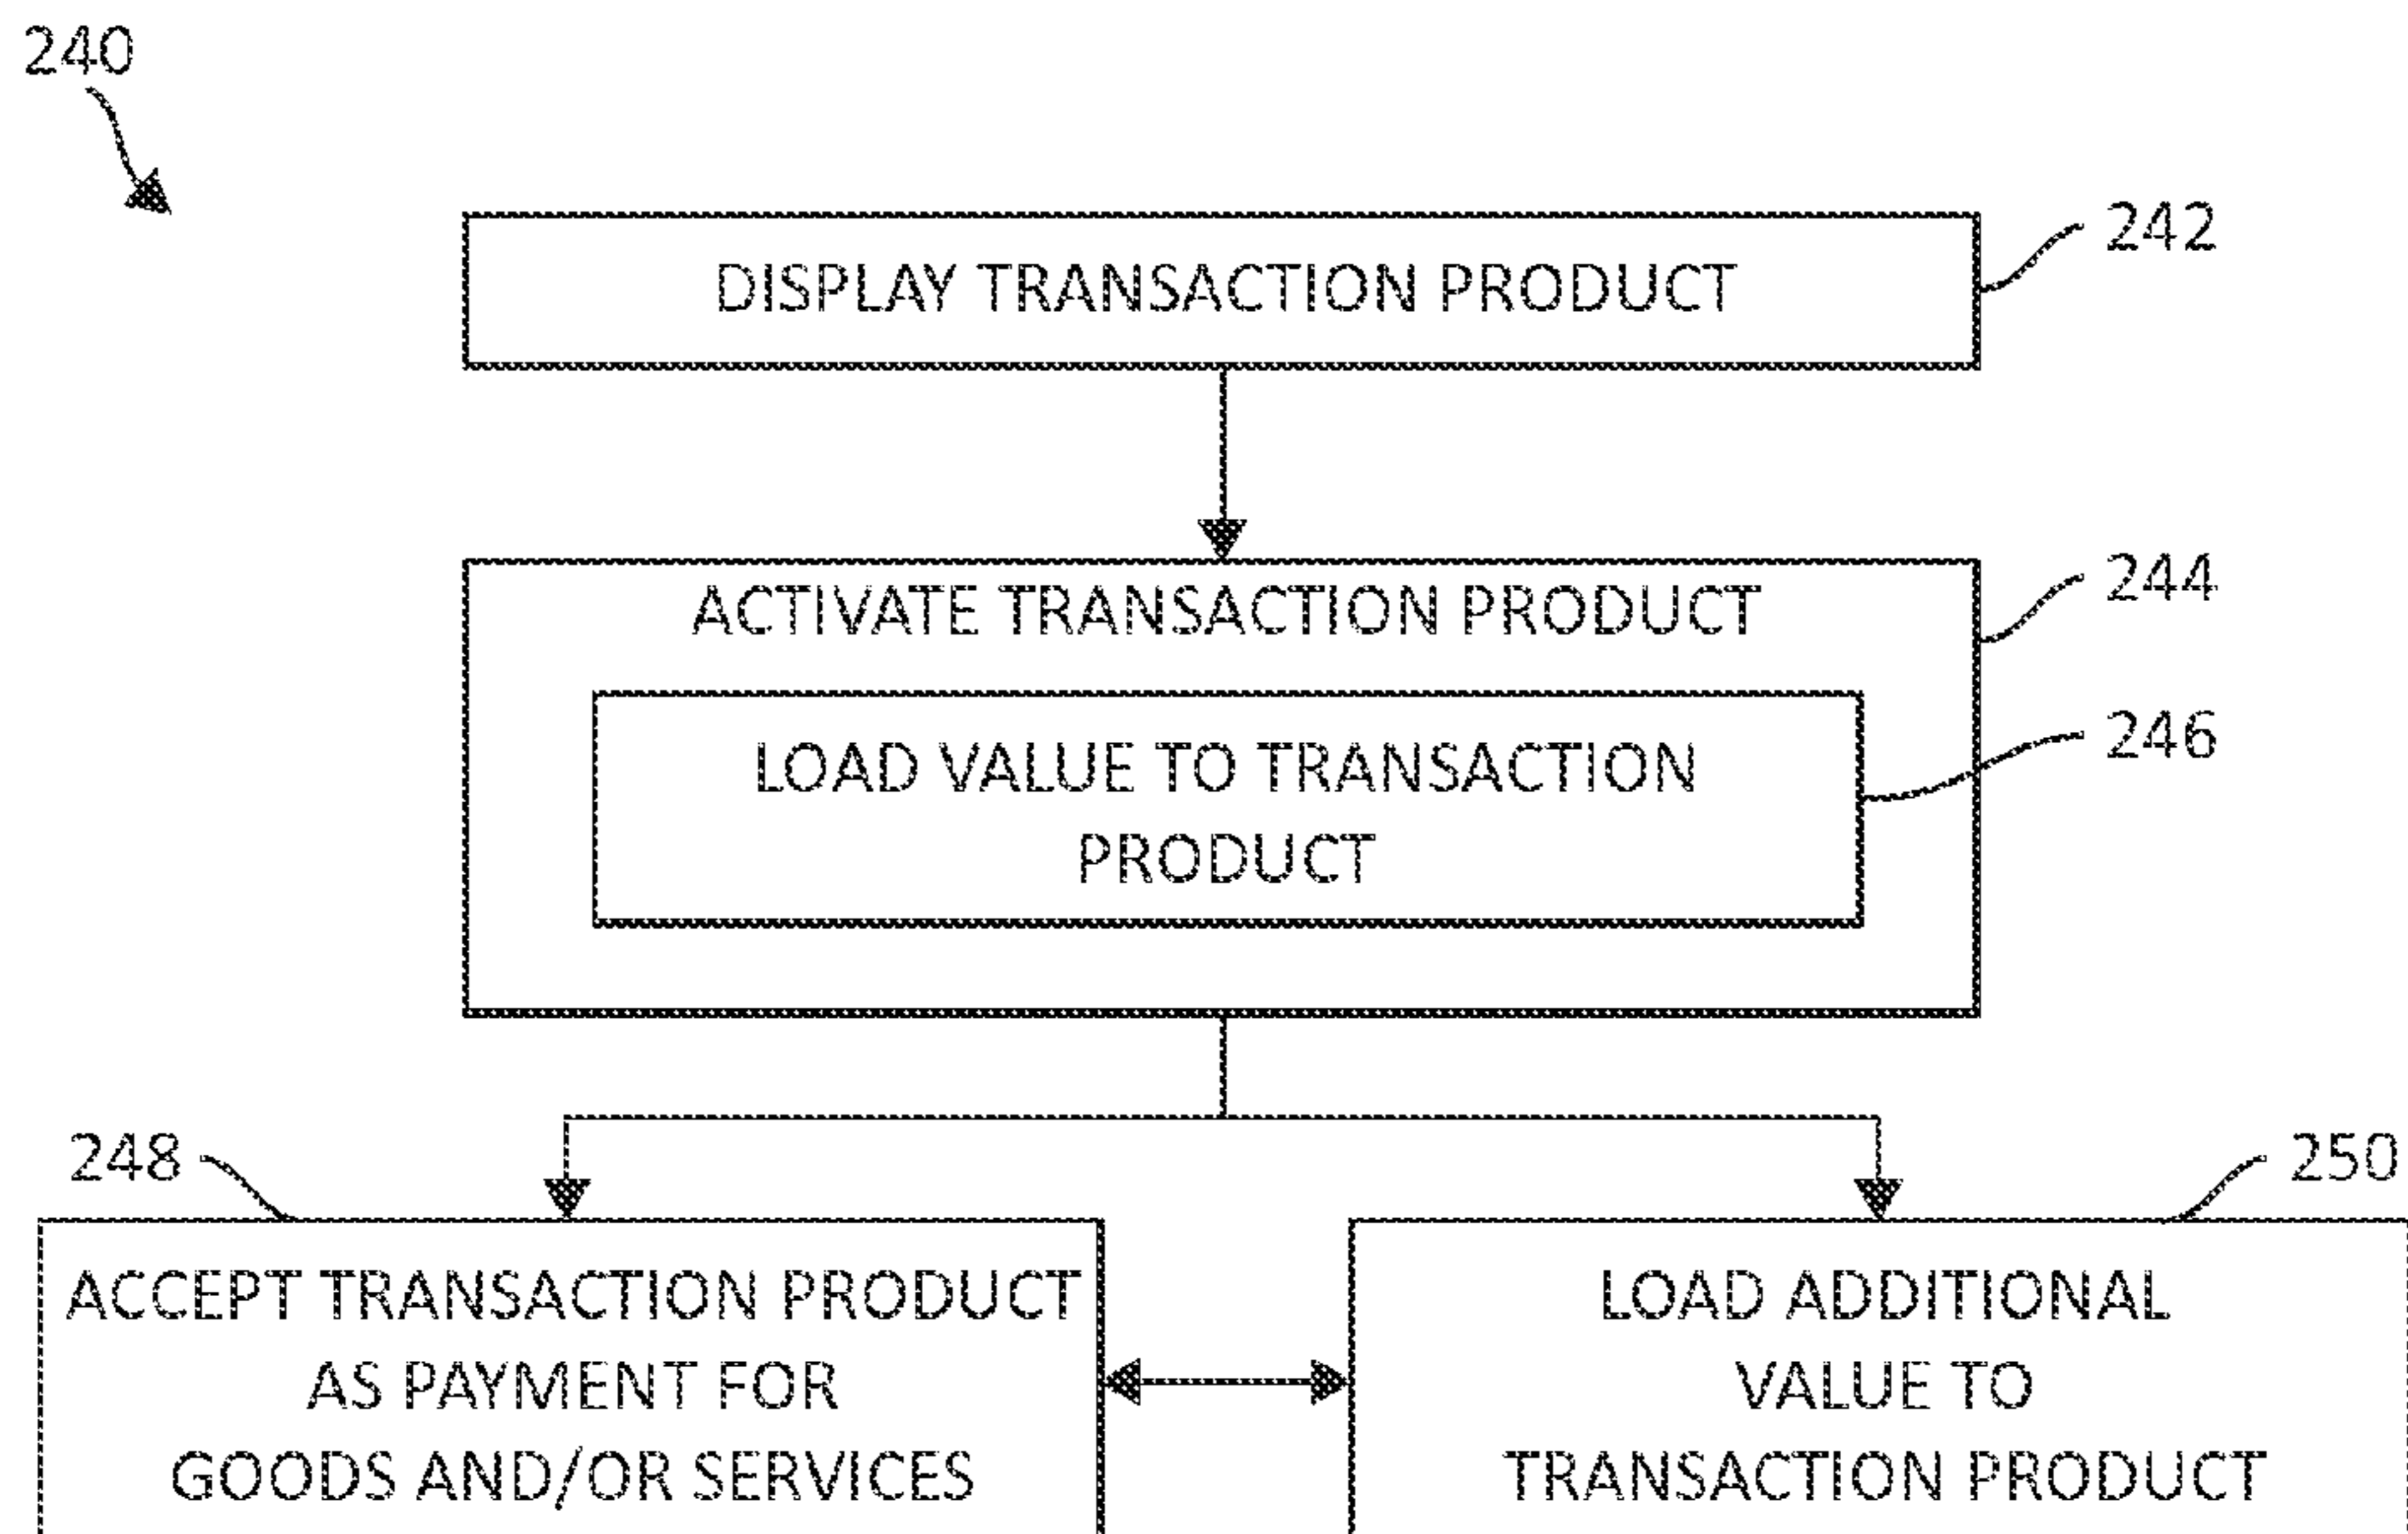 240
DISPLAY TRANSACTION PRODUCT
242
ACTIVATE TRANSACTION PRODUCT
244
LOAD VALUE TO TRANSACTION
PRODUCT
246
248
250
ACCEPT TRANSACTION PRODUCT
AS PAYMENT FOR
GOODS AND/OR SERVICES
LOAD ADDITIONAL
VALUE TO
TRANSACTION PRODUCT